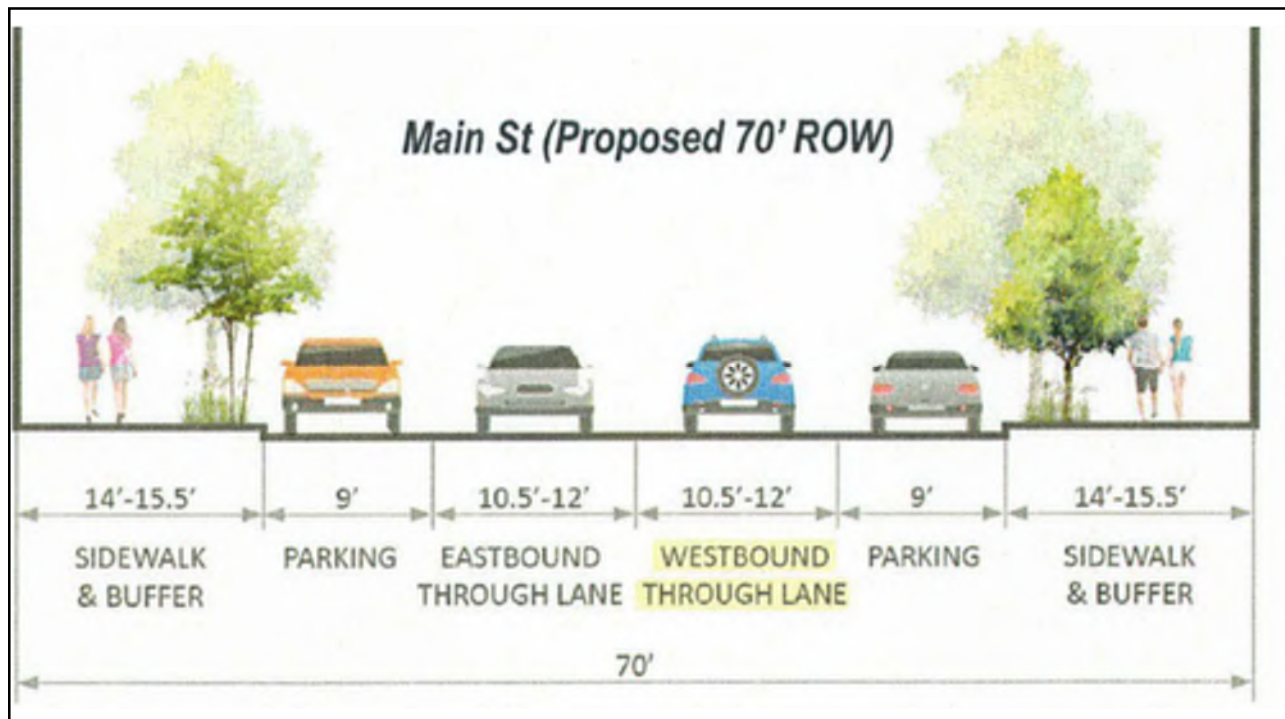 Main St (Proposed 70' ROW)
14'-15.5'
9'
10.5'-12'
10.5'-12'
9'
14'-15.5'
SIDEWALK
& BUFFER
PARKING
EASTBOUND
THROUGH LANE
WESTBOUND
THROUGH LANE
PARKING
SIDEWALK
& BUFFER
70'